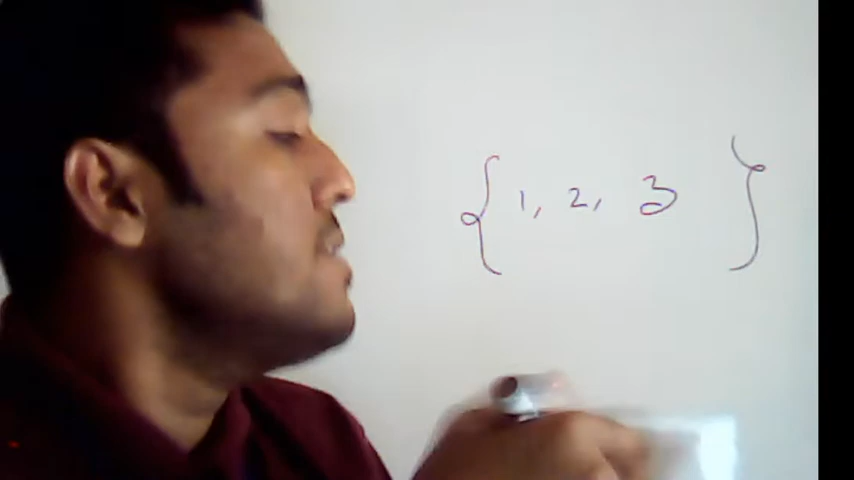 { 1, 2, 3 }